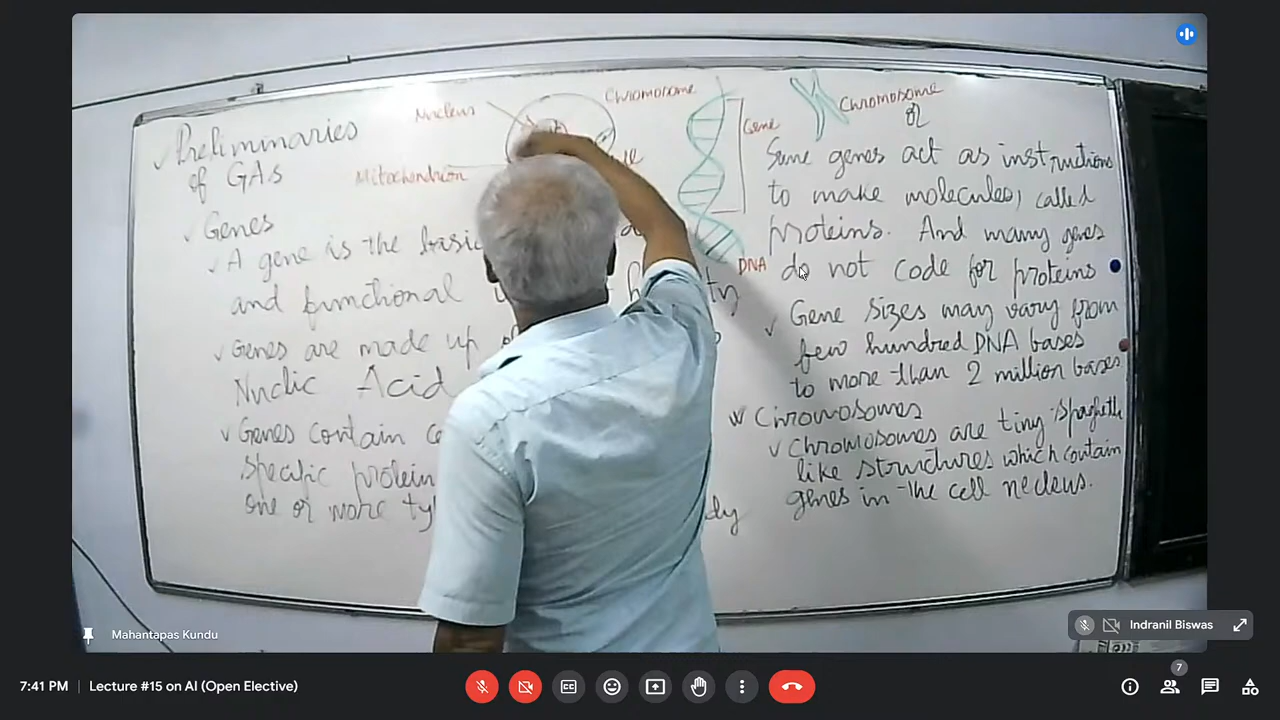 Preliminaries
of GAs
Genes
A gene is the basic
and functional
Genes are made up
Nuclic Acid
Genes contain
specific protein
one or more
Nucleus
Mitochondrion
Chromosome
Gene
DNA
Chromosome
or
Some genes act as instructions
to make molecules, called
proteins. And many genes
do not code for proteins
Gene sizes may vary from
few hundred DNA bases
to more than 2 million bases
Chromosomes
Chromosomes are tiny spaghetti
like structures which contain
genes in the cell nucleus.
Mahantapas Kundu
Indranil Biswas
7:41 PM | Lecture #15 on AI (Open Elective)
7